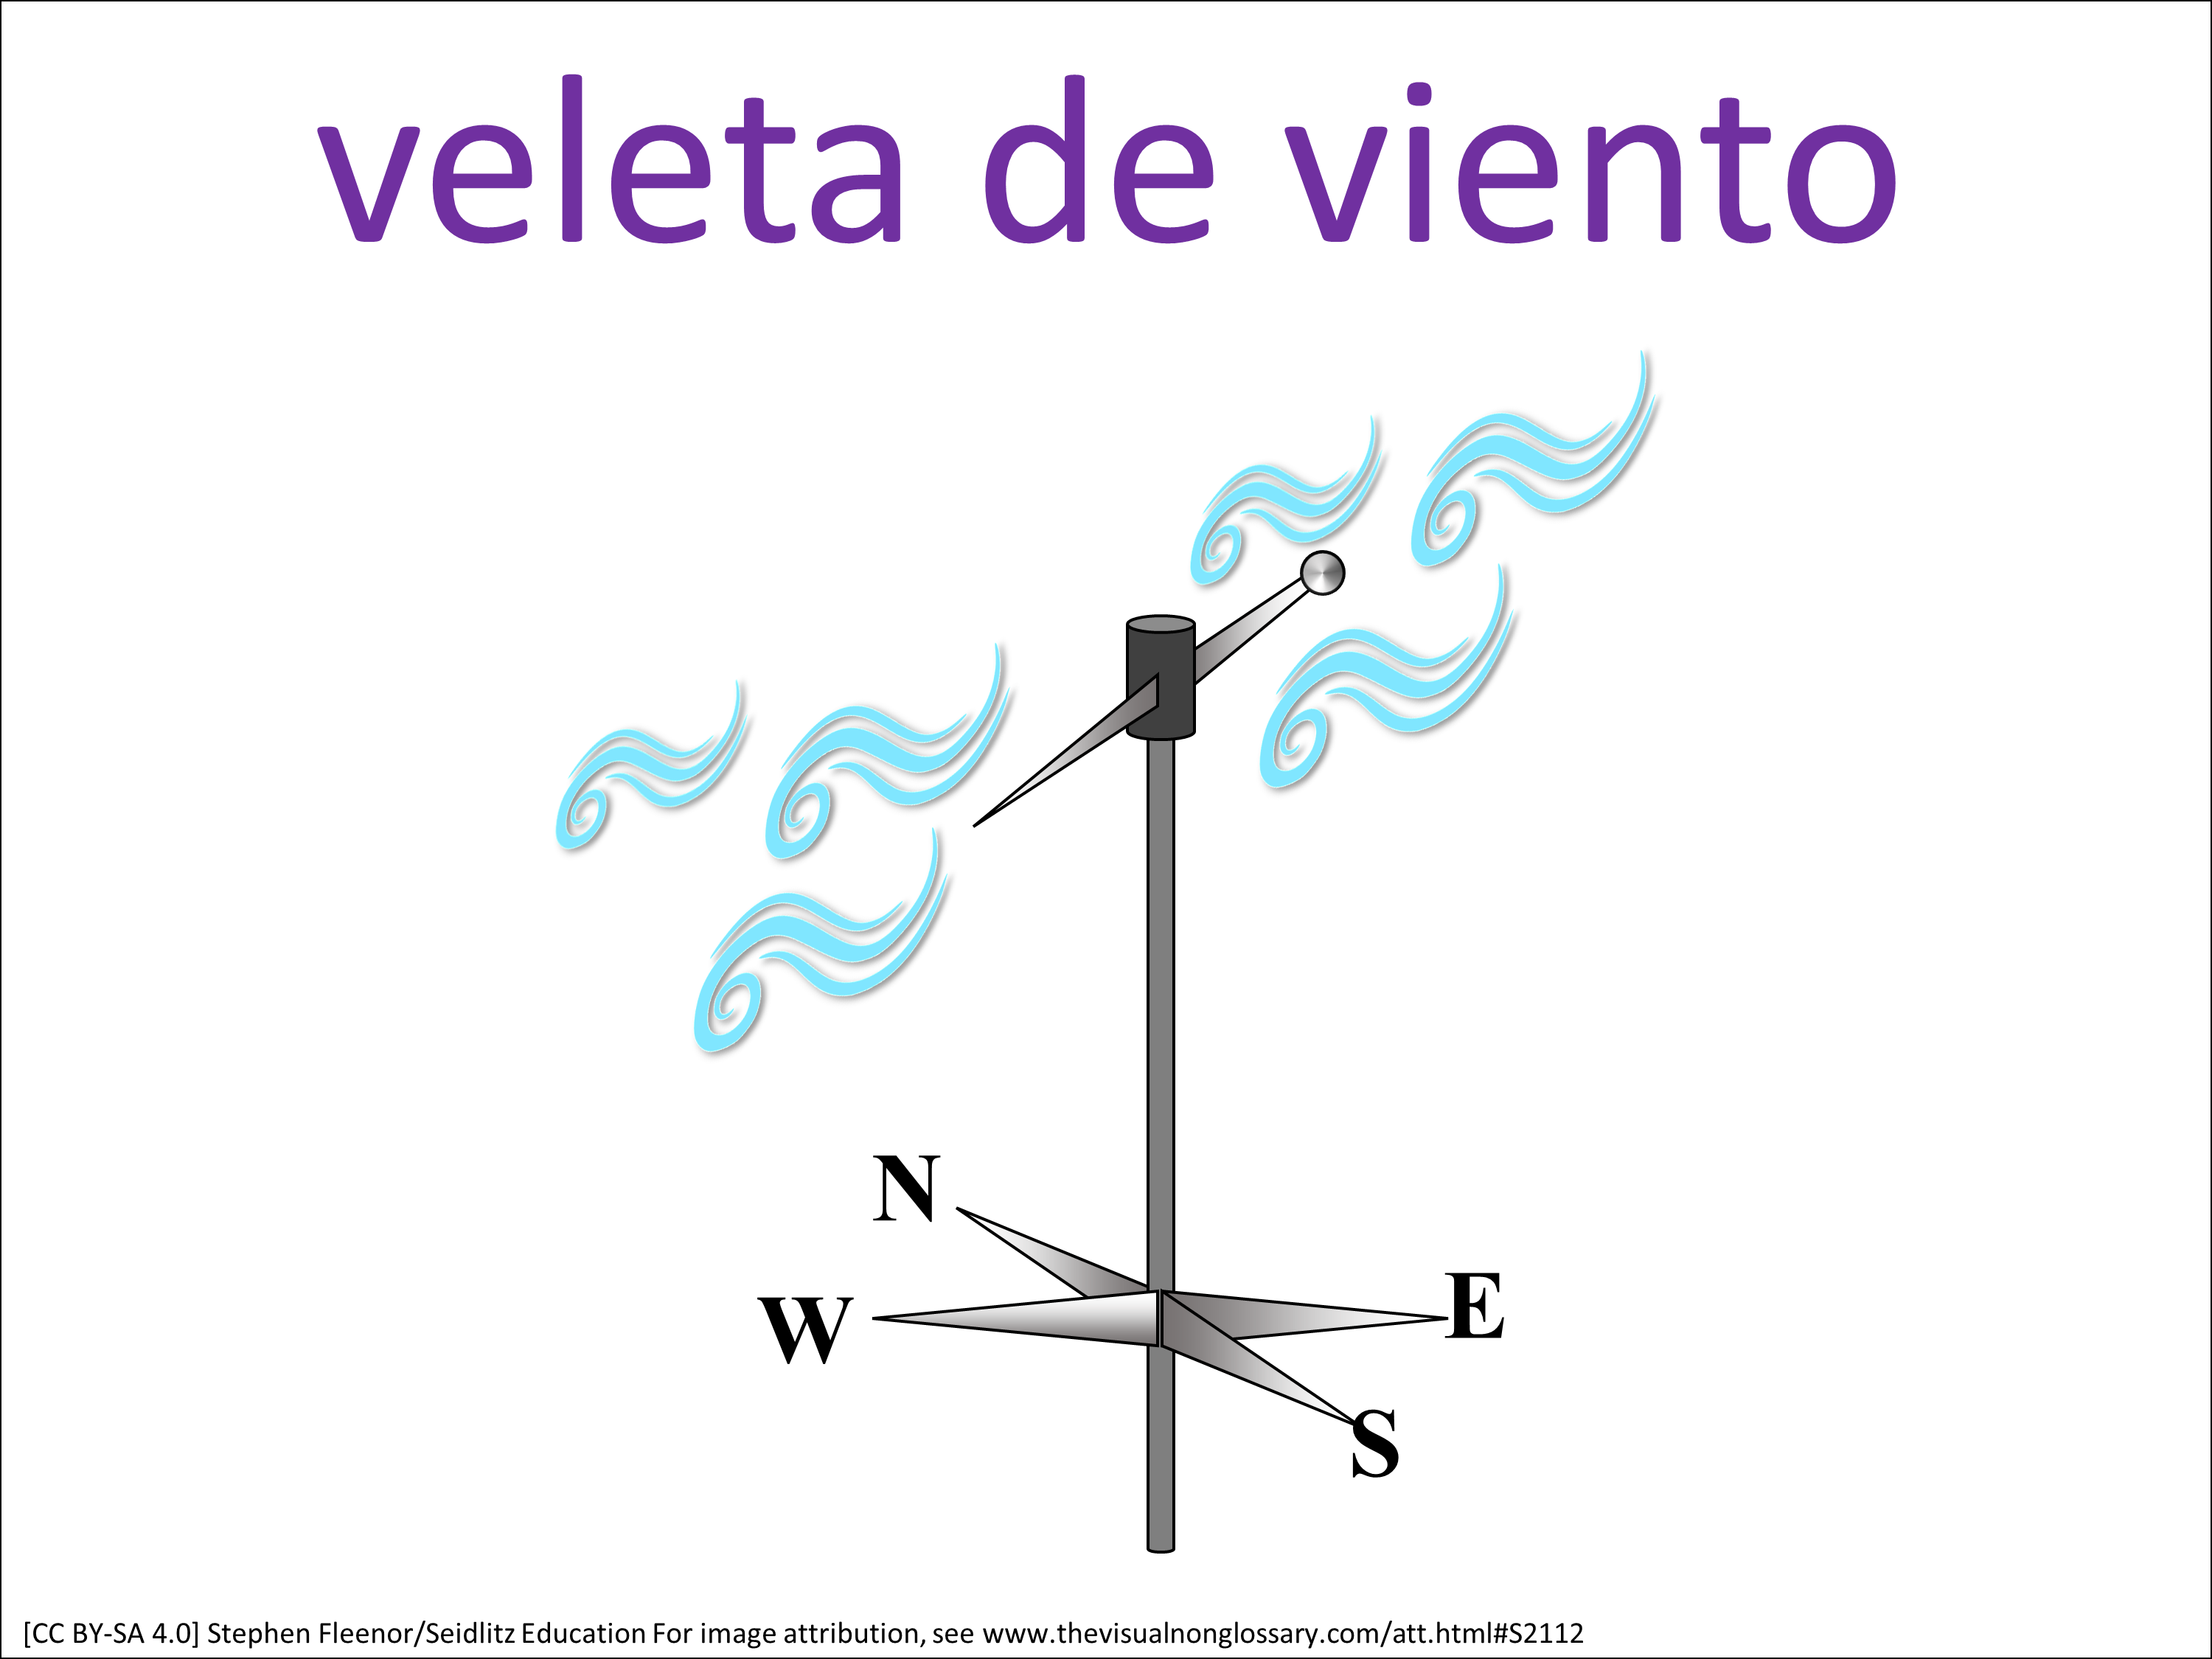 veleta de viento
N
W
E
S
[CC BY-SA 4.0] Stephen Fleenor/Seidlitz Education For image attribution, see www.thevisualnonglossary.com/att.html#S2112